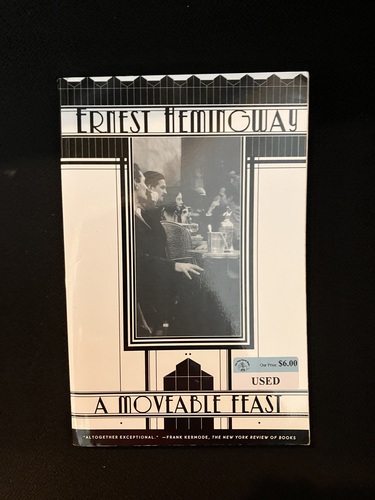 ERNEST HEMINGWAY
Our Price: $6.00
USED
A MOVEABLE FEAST
"ALTOGETHER EXCEPTIONAL." —FRANK KERMODE, THE NEW YORK REVIEW OF BOOKS